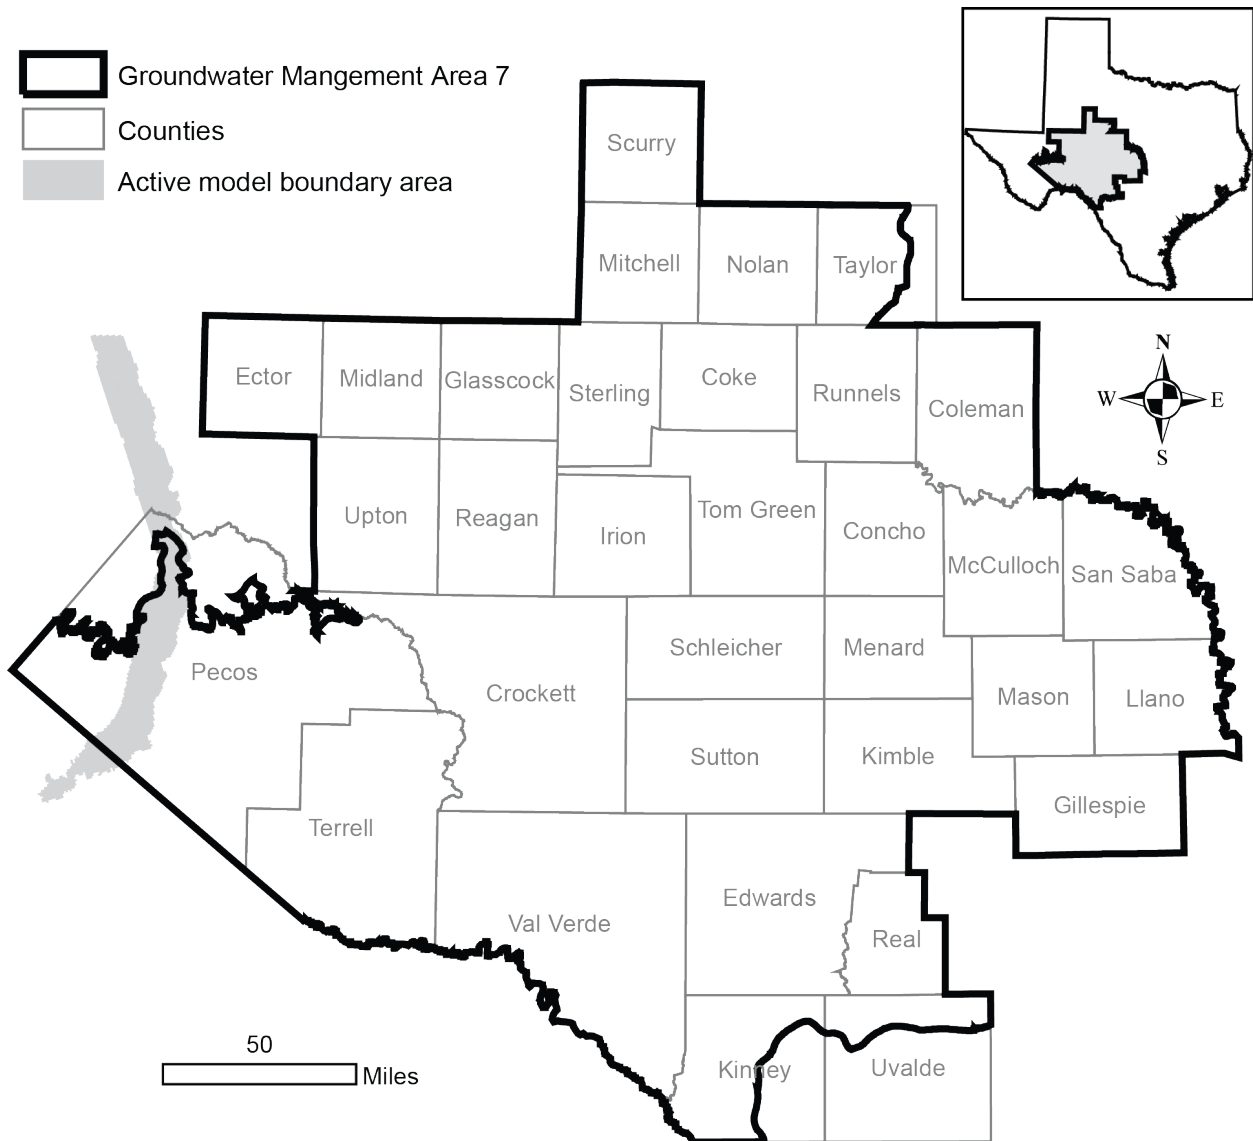 Groundwater Mangement Area 7
Counties
Active model boundary area
Scurry
Mitchell
Nolan
Taylor
Ector
Midland
Glasscock
Sterling
Coke
Runnels
Coleman
N
W
E
S
Upton
Reagan
Irion
Tom Green
Concho
McCulloch
San Saba
Pecos
Crockett
Schleicher
Menard
Mason
Llano
Sutton
Kimble
Gillespie
Terrell
Val Verde
Edwards
Real
Kinney
Uvalde
50
Miles